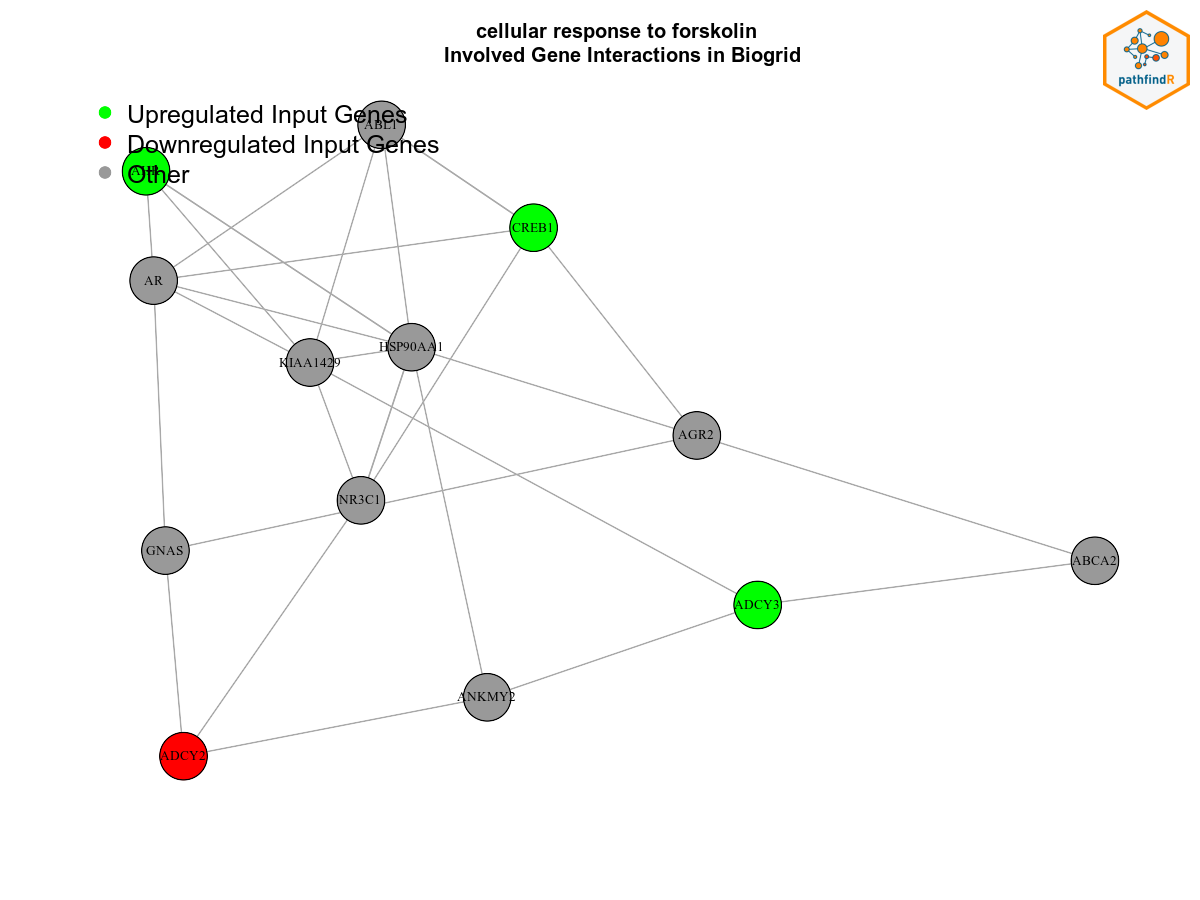 cellular response to forskolin
Involved Gene Interactions in Biogrid
pathfindR
Upregulated Input Genes
ABL1
Downregulated Input Genes
Other
CREB1
AR
HSP90AA1
KIAA1429
AGR2
NR3C1
GNAS
ABCA2
ADCY3
ANKMY2
ADCY2